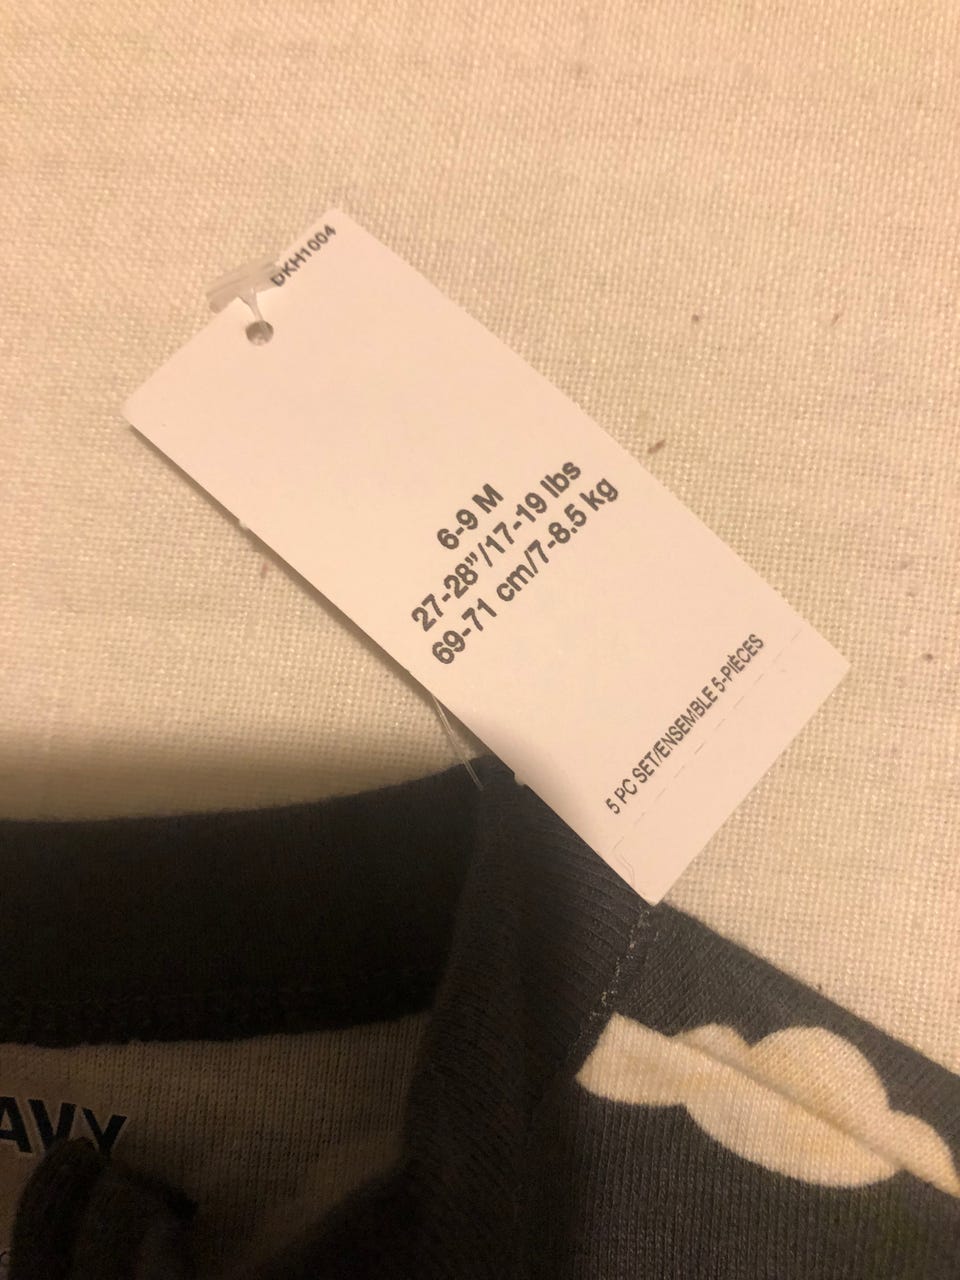 DKH1004
6-9 M
27-28"/17-19 lbs
69-71 cm/7-8.5 kg
5 PC SET/ENSEMBLE 5-PIÈCES
AVY